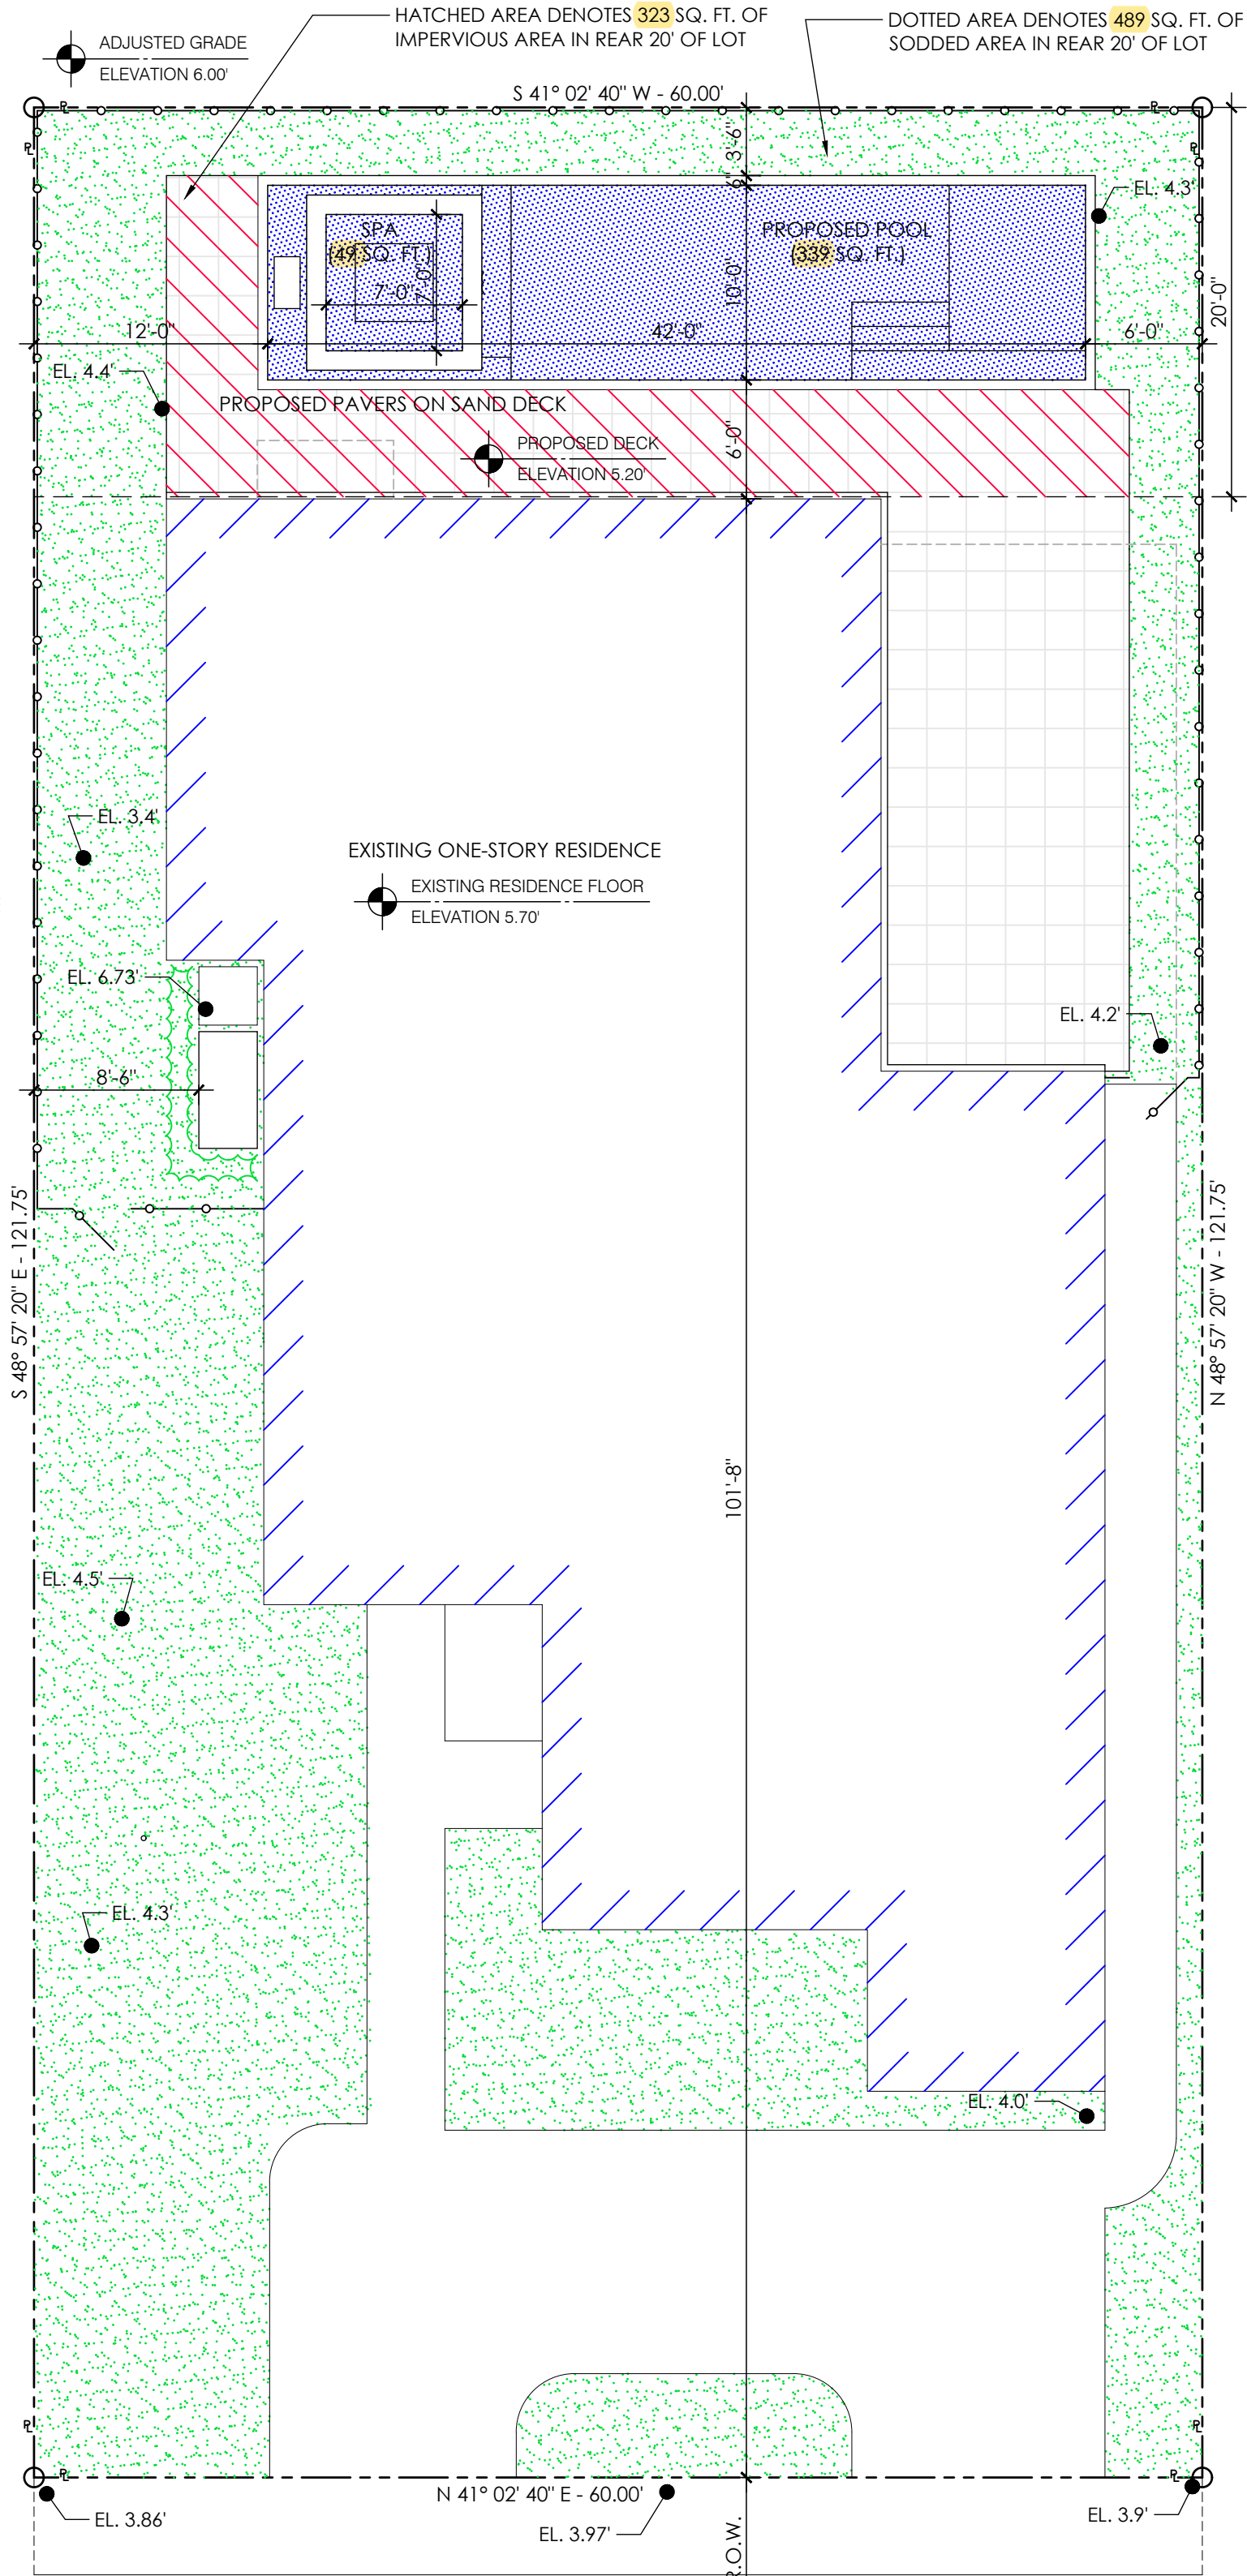 HATCHED AREA DENOTES 323 SQ. FT. OF
IMPERVIOUS AREA IN REAR 20' OF LOT
DOTTED AREA DENOTES 489 SQ. FT. OF
SODDED AREA IN REAR 20' OF LOT
ADJUSTED GRADE
ELEVATION 6.00'
S 41° 02' 40" W - 60.00'
3'-6"
6"
EL. 4.3'
SPA
(49 SQ. FT.)
7'-0"
7'-0"
PROPOSED POOL
(339 SQ. FT.)
10'-0"
20'-0"
12'-0"
42'-0"
6'-0"
EL. 4.4'
PROPOSED PAVERS ON SAND DECK
6'-0"
PROPOSED DECK
ELEVATION 5.20'
EL. 3.4'
EXISTING ONE-STORY RESIDENCE
EXISTING RESIDENCE FLOOR
ELEVATION 5.70'
EL. 6.73'
EL. 4.2'
8'-6"
S 48° 57' 20" E - 121.75'
N 48° 57' 20" W - 121.75'
101'-8"
EL. 4.5'
EL. 4.3'
EL. 4.0'
N 41° 02' 40" E - 60.00'
EL. 3.86'
EL. 3.97'
EL. 3.9'
R.O.W.